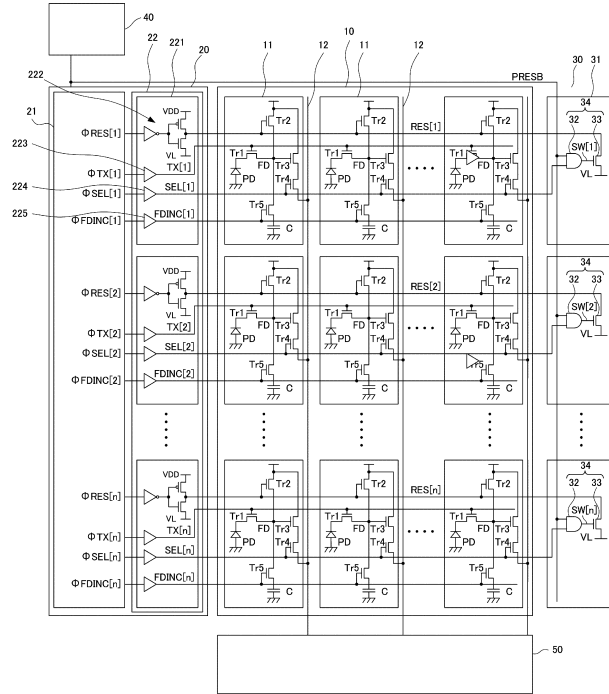 40
22 221 20 11 12 10 11 12 30 31
PRESB
222
21
34
VDD
ΦRES[1]
VL
Tr2 Tr2 RES[1] Tr2
32 33
223
ΦTX[1] TX[1]
Tr1 FD Tr3 Tr1 FD Tr3 Tr1 FD Tr3
SW[1]
224
ΦSEL[1] SEL[1]
PD Tr4 PD Tr4 PD Tr4
VL
225
ΦFDINC[1] FDINC[1]
Tr5 C Tr5 C Tr5 C
34
VDD
ΦRES[2]
VL
Tr2 Tr2 RES[2] Tr2
32 33
ΦTX[2] TX[2]
Tr1 FD Tr3 Tr1 FD Tr3 Tr1 FD Tr3
SW[2]
ΦSEL[2] SEL[2]
PD Tr4 PD Tr4 PD Tr4
VL
ΦFDINC[2] FDINC[2]
Tr5 C Tr5 C Tr5 C
34
VDD
ΦRES[n]
VL
Tr2 Tr2 RES[n] Tr2
32 33
ΦTX[n] TX[n]
Tr1 FD Tr3 Tr1 FD Tr3 Tr1 FD Tr3
SW[n]
ΦSEL[n] SEL[n]
PD Tr4 PD Tr4 PD Tr4
VL
ΦFDINC[n] FDINC[n]
Tr5 C Tr5 C Tr5 C
50